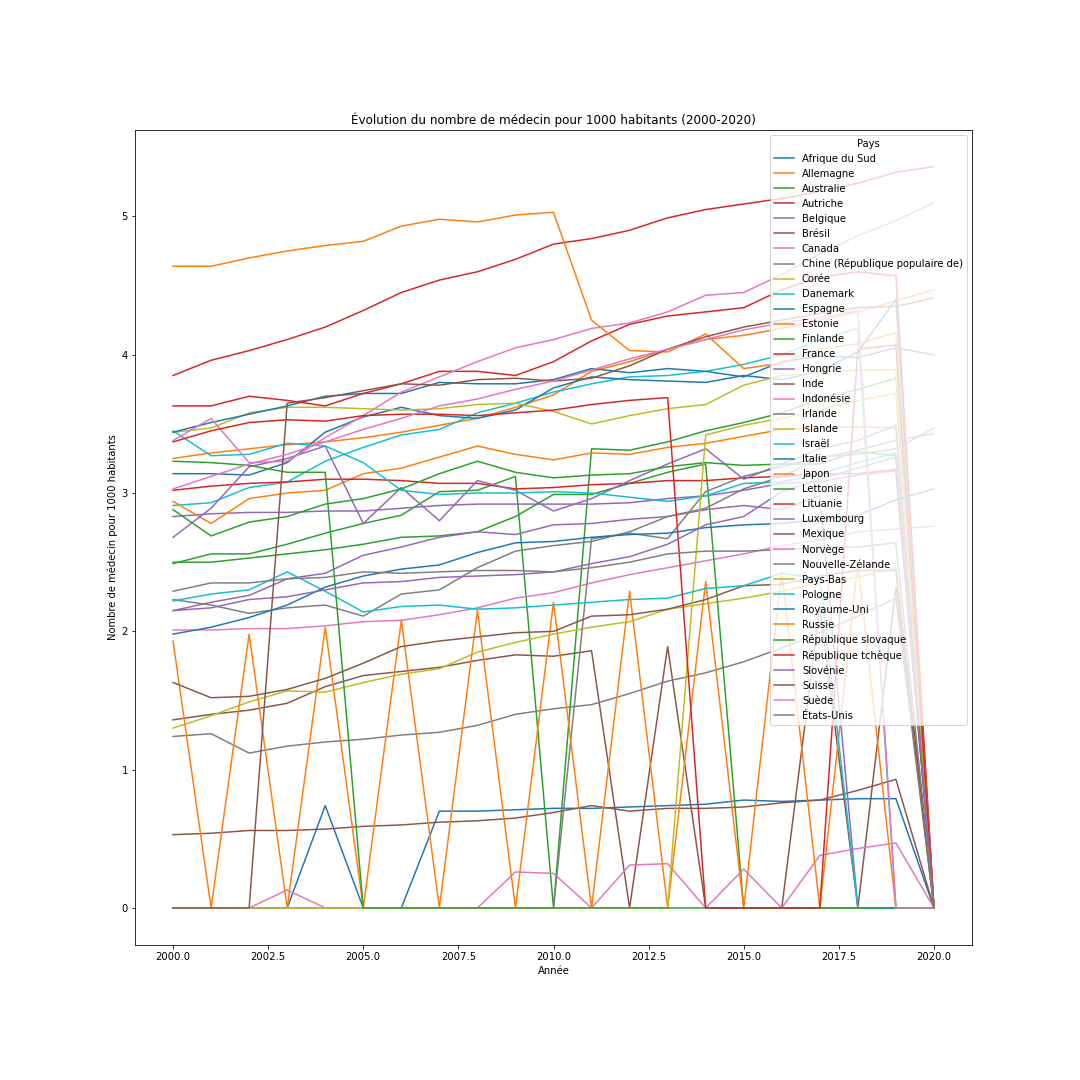 Évolution du nombre de médecin pour 1000 habitants (2000-2020)
Nombre de médecin pour 1000 habitants
5
4
3
2
1
0
2000.0 2002.5 2005.0 2007.5 2010.0 2012.5 2015.0 2017.5 2020.0
Année
Pays
Afrique du Sud
Allemagne
Australie
Autriche
Belgique
Brésil
Canada
Chine (République populaire de)
Corée
Danemark
Espagne
Estonie
Finlande
France
Hongrie
Inde
Indonésie
Irlande
Islande
Israël
Italie
Japon
Lettonie
Lituanie
Luxembourg
Mexique
Norvège
Nouvelle-Zélande
Pays-Bas
Pologne
Royaume-Uni
Russie
République slovaque
République tchèque
Slovénie
Suisse
Suède
États-Unis